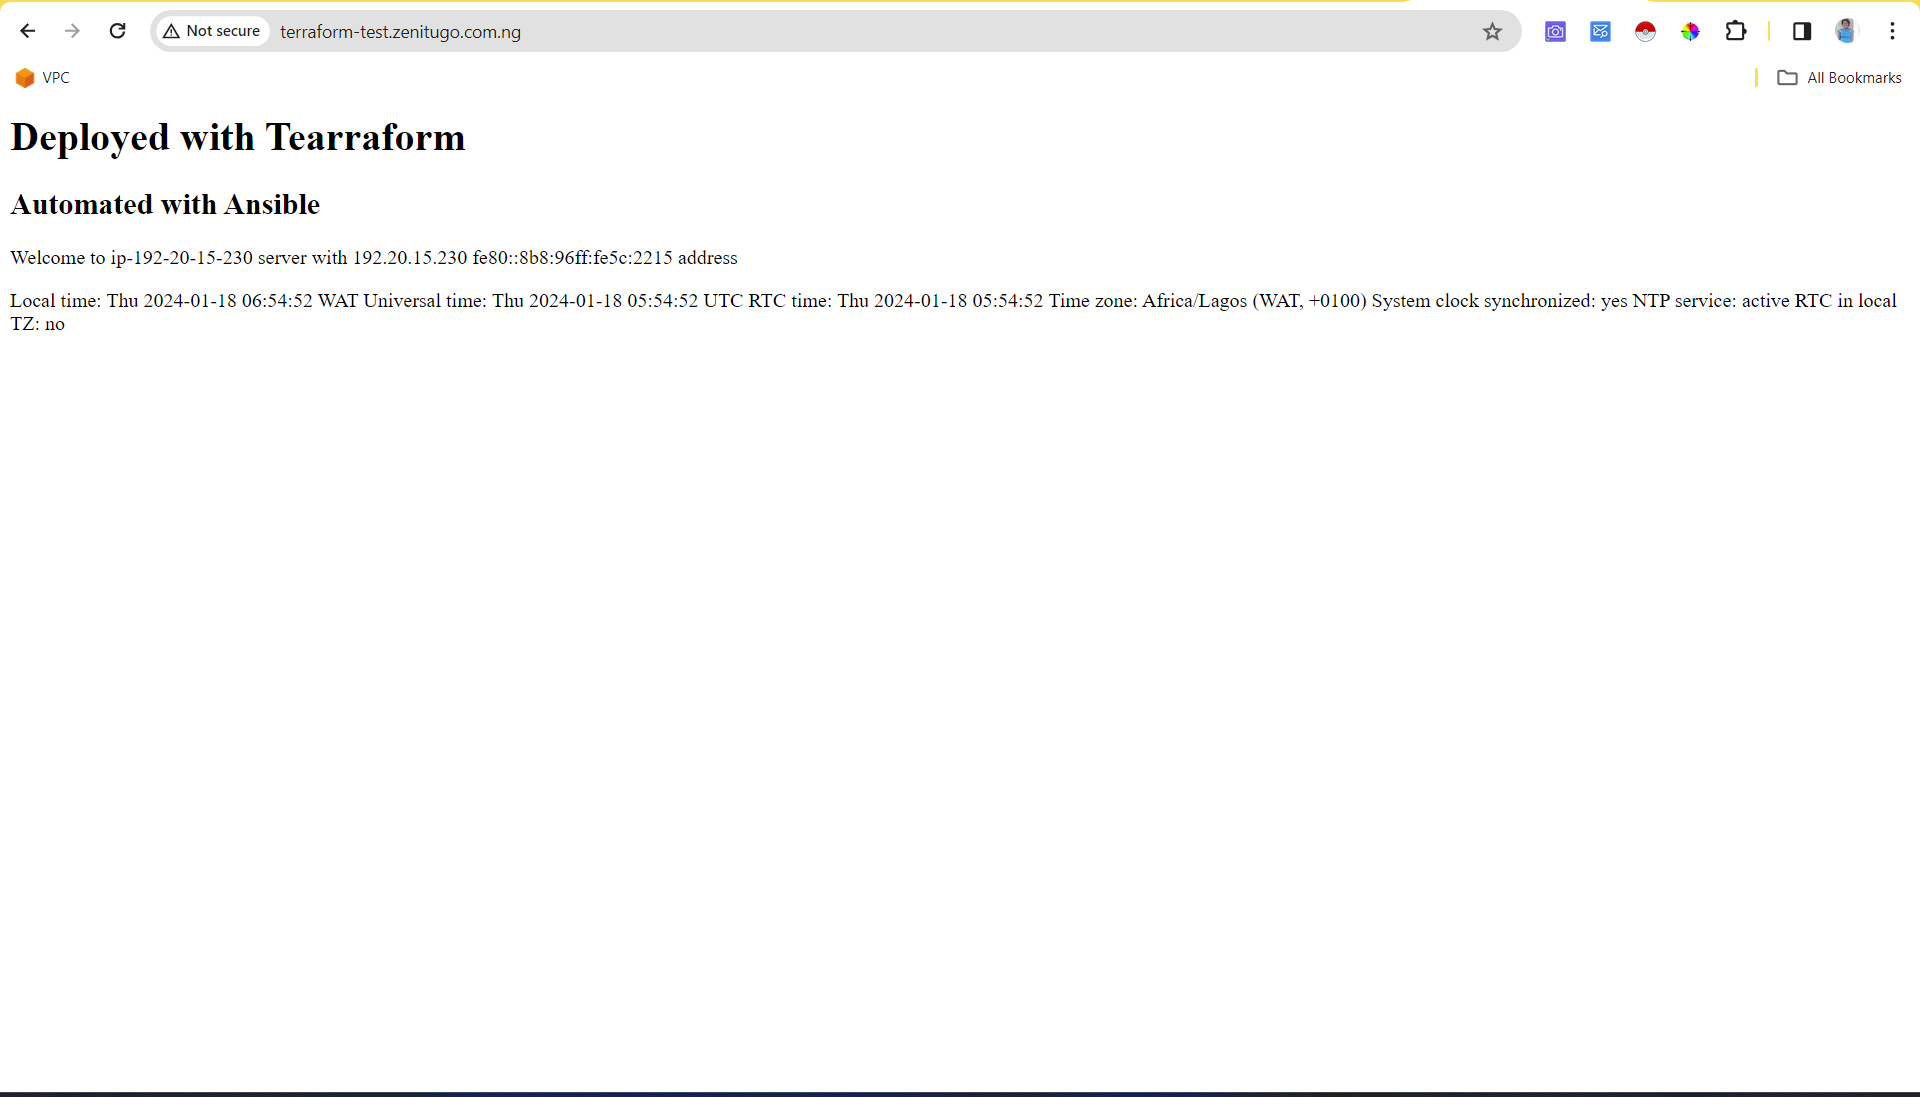 Not secure terraform-test.zenitugo.com.ng
VPC All Bookmarks
Deployed with Tearraform
Automated with Ansible
Welcome to ip-192-20-15-230 server with 192.20.15.230 fe80::8b8:96ff:fe5c:2215 address
Local time: Thu 2024-01-18 06:54:52 WAT Universal time: Thu 2024-01-18 05:54:52 UTC RTC time: Thu 2024-01-18 05:54:52 Time zone: Africa/Lagos (WAT, +0100) System clock synchronized: yes NTP service: active RTC in local
TZ: no